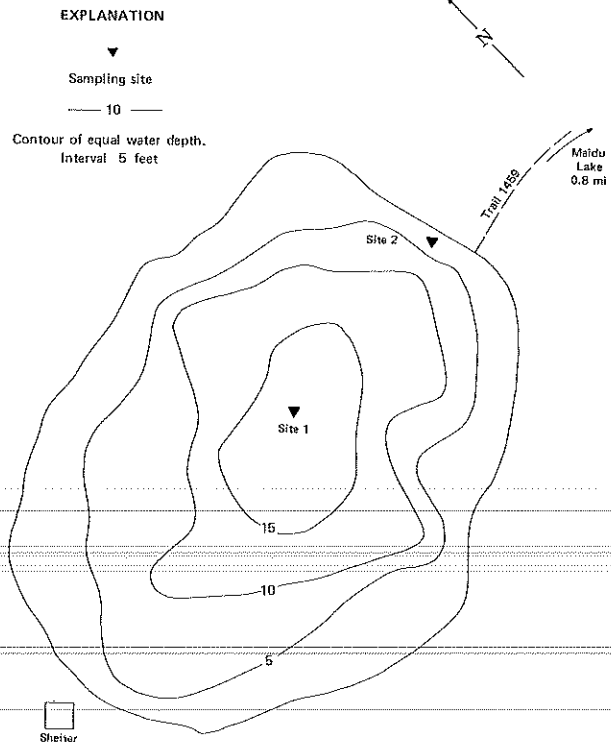 EXPLANATION
Sampling site
10
Contour of equal water depth.
Interval 5 feet
N
Maidu
Lake
0.8 mi
Trail 1459
Site 2
Site 1
15
10
5
Shelter